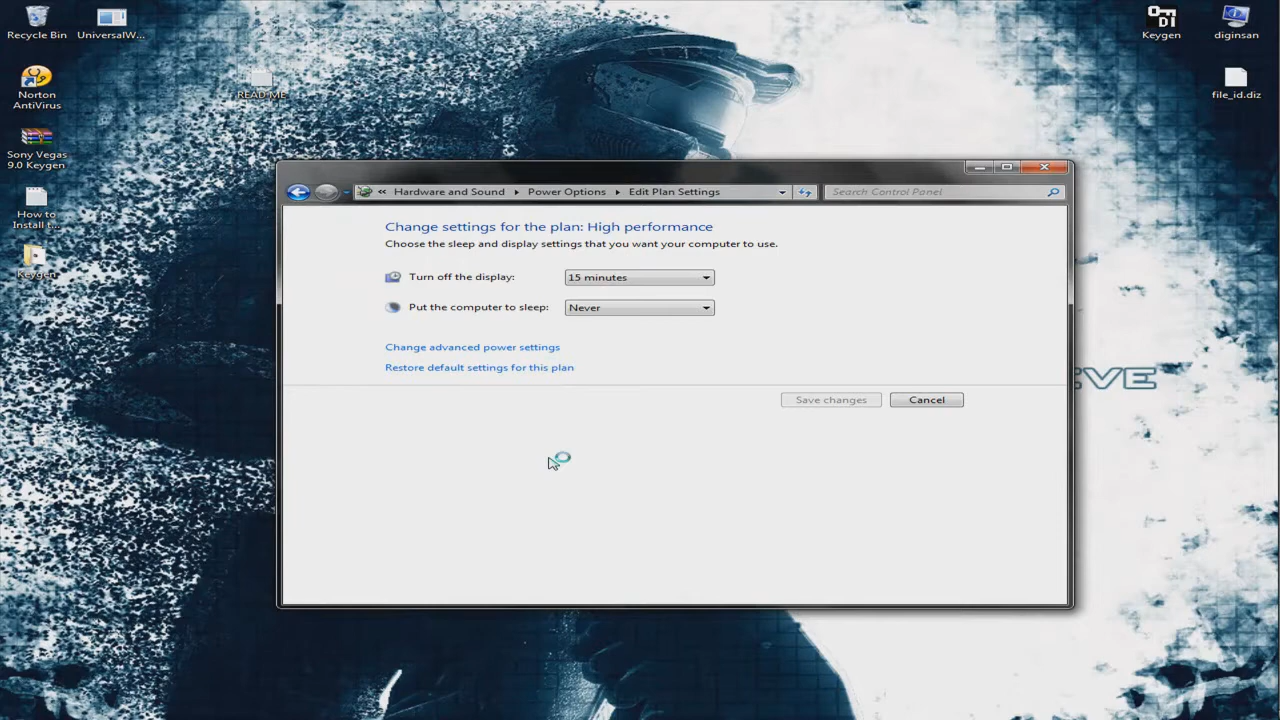 Recycle Bin
UniversalW...
Keygen
diginsan
Norton
AntiVirus
READ ME
file_id.diz
Sony Vegas
9.0 Keygen
How to
Install t...
Keygen
« Hardware and Sound ▸ Power Options ▸ Edit Plan Settings
Search Control Panel
Change settings for the plan: High performance
Choose the sleep and display settings that you want your computer to use.
Turn off the display: 15 minutes
Put the computer to sleep: Never
Change advanced power settings
Restore default settings for this plan
Save changes
Cancel